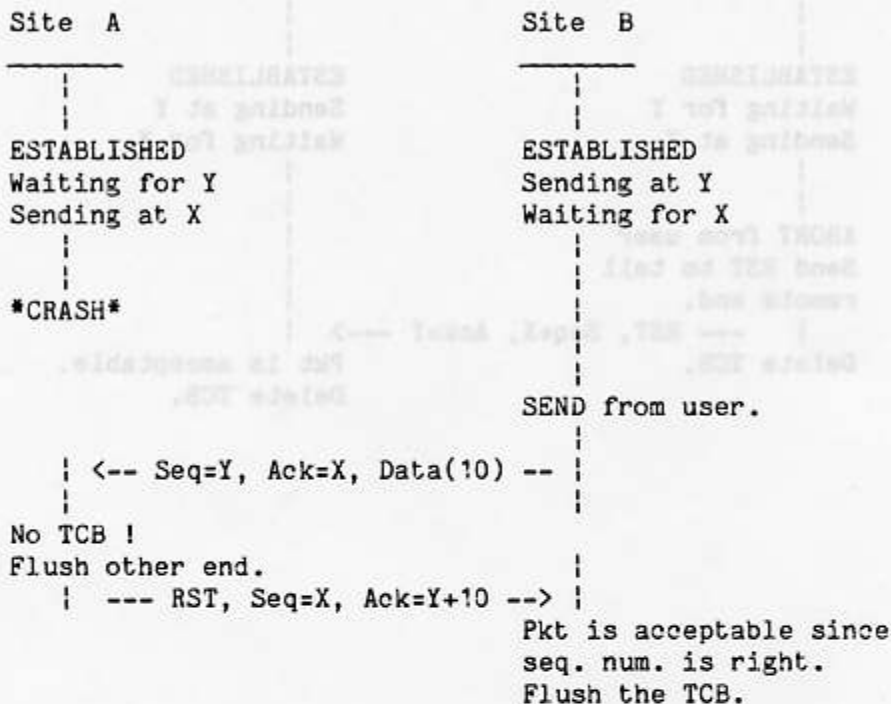 Site A Site B
ESTABLISHED ESTABLISHED
Waiting for Y Sending at Y
Sending at X Waiting for X
*CRASH*
SEND from user.
<-- Seq=Y, Ack=X, Data(10) --
No TCB !
Flush other end.
--- RST, Seq=X, Ack=Y+10 -->
Pkt is acceptable since
seq. num. is right.
Flush the TCB.